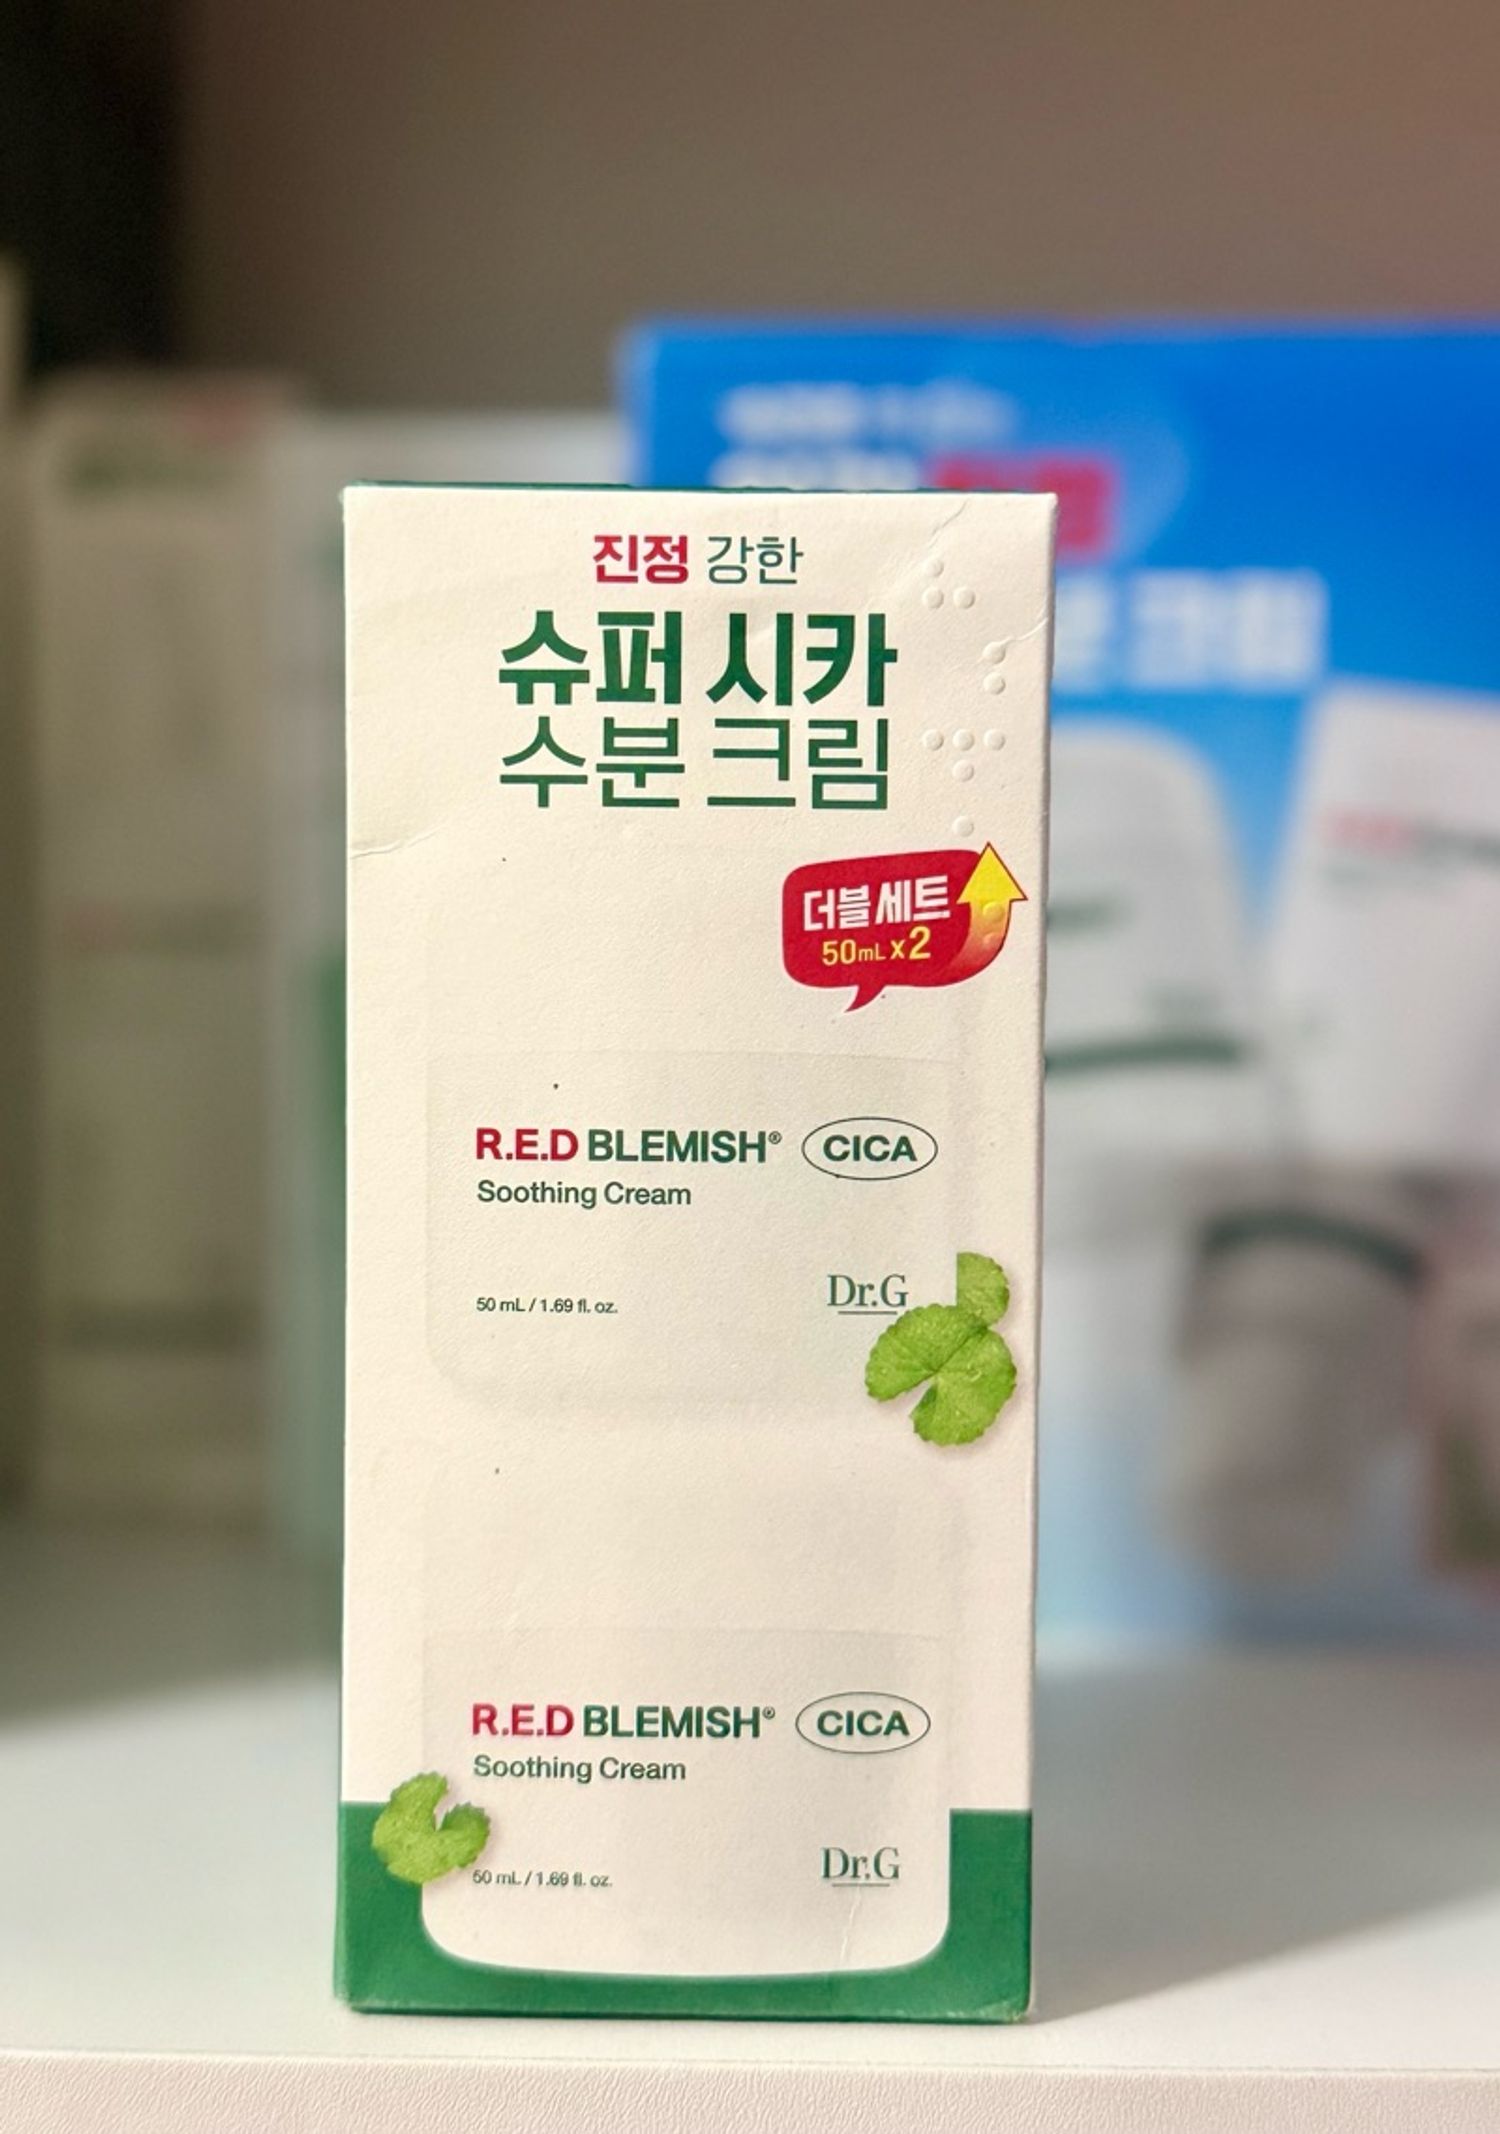 진정 강한
슈퍼 시카
수분 크림
더블 세트
50mL x2
R.E.D BLEMISH® CICA
Soothing Cream
50 mL / 1.69 fl. oz.
Dr.G
R.E.D BLEMISH® CICA
Soothing Cream
50 mL / 1.69 fl. oz.
Dr.G